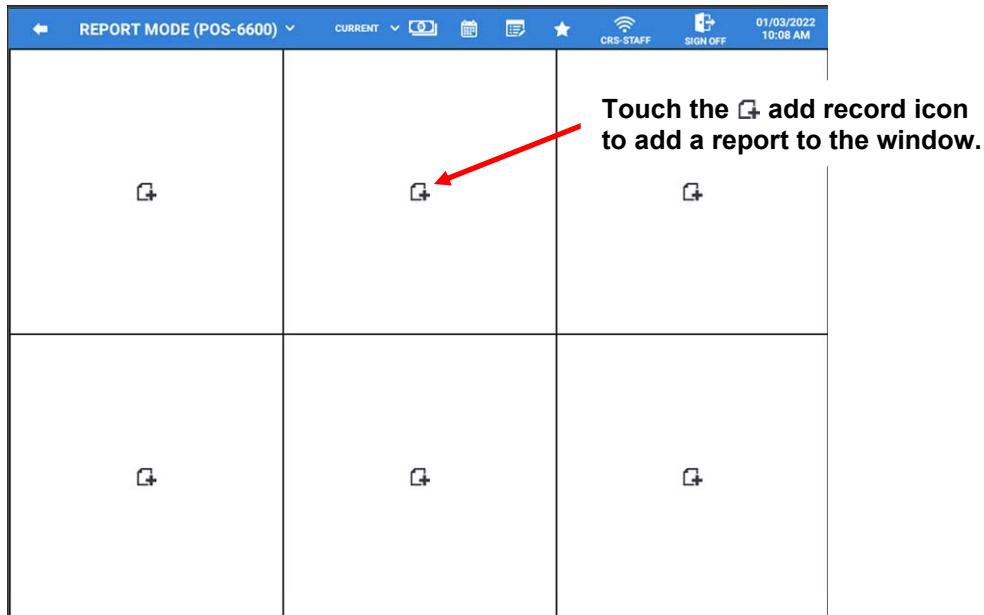 REPORT MODE (POS-6600)
CURRENT
CRS-STAFF
SIGN OFF
01/03/2022
10:08 AM
Touch the add record icon
to add a report to the window.